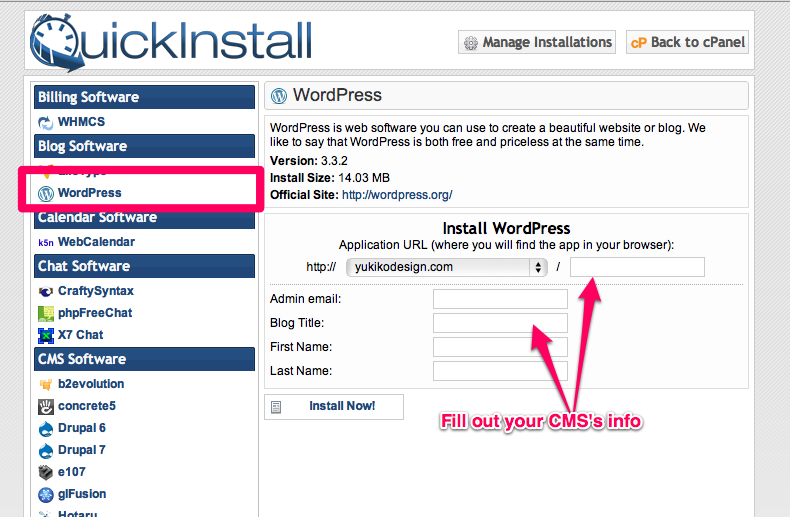 QuickInstall
Manage Installations
cP Back to cPanel
Billing Software
WHMCS
Blog Software
WordPress
Calendar Software
k5n WebCalendar
Chat Software
CraftySyntax
phpFreeChat
X7 Chat
CMS Software
b2evolution
concrete5
Drupal 6
Drupal 7
e107
glFusion
Hotaru
WordPress
WordPress is web software you can use to create a beautiful website or blog. We
like to say that WordPress is both free and priceless at the same time.
Version: 3.3.2
Install Size: 14.03 MB
Official Site: http://wordpress.org/
Install WordPress
Application URL (where you will find the app in your browser):
http:// yukikodesign.com /
Admin email:
Blog Title:
First Name:
Last Name:
Install Now!
Fill out your CMS's info